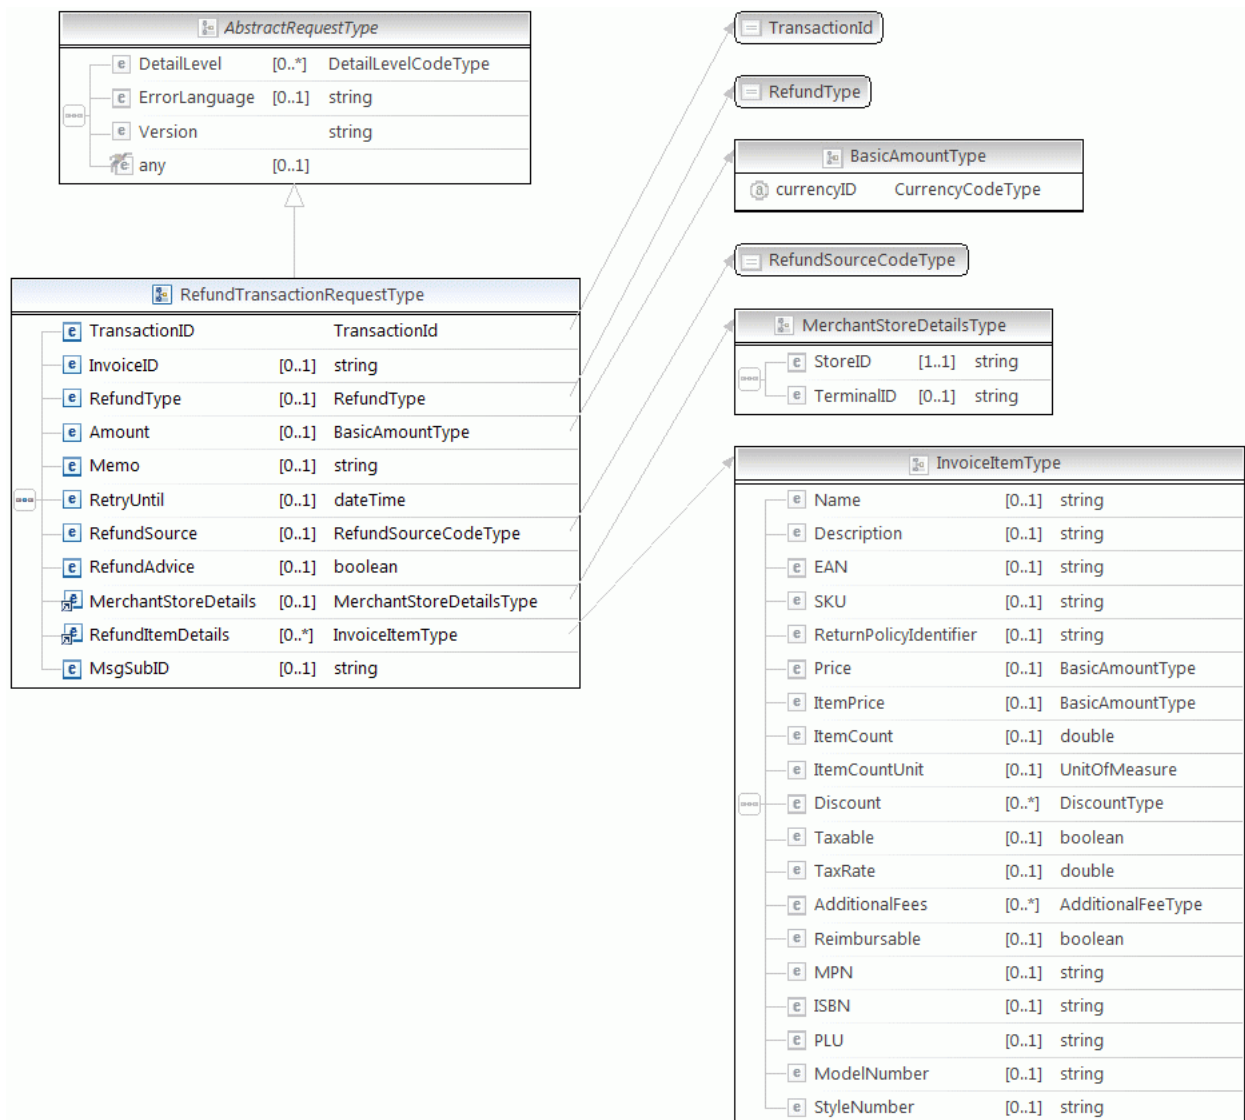 AbstractRequestType
DetailLevel [0..*] DetailLevelCodeType
ErrorLanguage [0..1] string
Version string
any [0..1]
RefundTransactionRequestType
TransactionID TransactionId
InvoiceID [0..1] string
RefundType [0..1] RefundType
Amount [0..1] BasicAmountType
Memo [0..1] string
RetryUntil [0..1] dateTime
RefundSource [0..1] RefundSourceCodeType
RefundAdvice [0..1] boolean
MerchantStoreDetails [0..1] MerchantStoreDetailsType
RefundItemDetails [0..*] InvoiceItemType
MsgSubID [0..1] string
TransactionId
RefundType
BasicAmountType
currencyID CurrencyCodeType
RefundSourceCodeType
MerchantStoreDetailsType
StoreID [1..1] string
TerminalID [0..1] string
InvoiceItemType
Name [0..1] string
Description [0..1] string
EAN [0..1] string
SKU [0..1] string
ReturnPolicyIdentifier [0..1] string
Price [0..1] BasicAmountType
ItemPrice [0..1] BasicAmountType
ItemCount [0..1] double
ItemCountUnit [0..1] UnitOfMeasure
Discount [0..*] DiscountType
Taxable [0..1] boolean
TaxRate [0..1] double
AdditionalFees [0..*] AdditionalFeeType
Reimbursable [0..1] boolean
MPN [0..1] string
ISBN [0..1] string
PLU [0..1] string
ModelNumber [0..1] string
StyleNumber [0..1] string